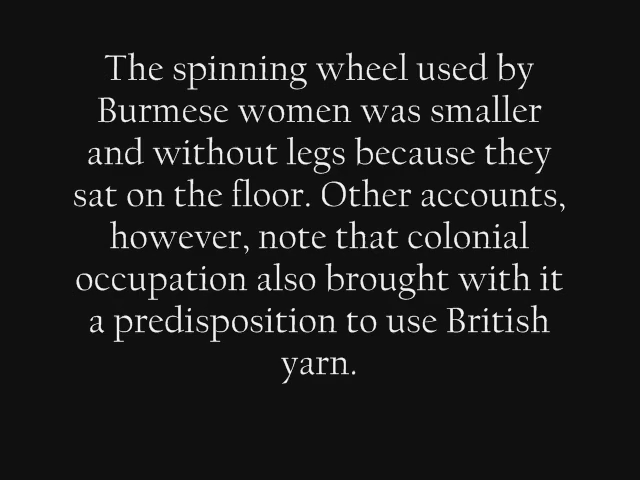 The spinning wheel used by
Burmese women was smaller
and without legs because they
sat on the floor. Other accounts,
however, note that colonial
occupation also brought with it
a predisposition to use British
yarn.